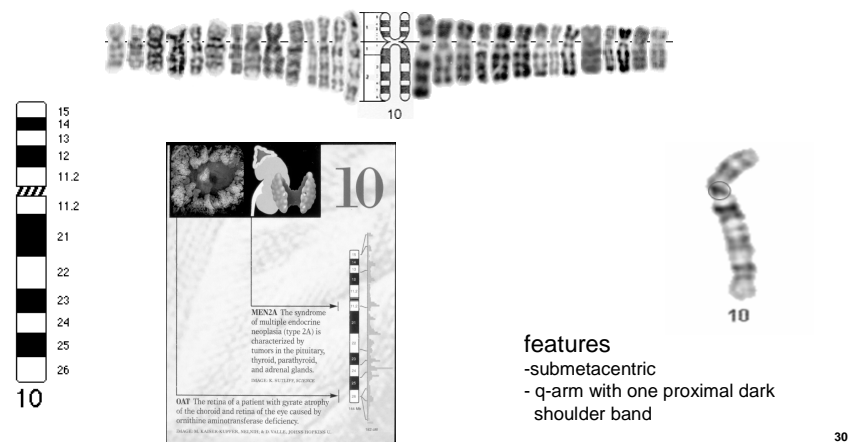 10
15
14
13
12
11.2
11.2
21
22
23
24
25
26
10
10
MEN2A The syndrome
of multiple endocrine
neoplasia (type 2A) is
characterized by
tumors in the pituitary,
thyroid, parathyroid,
and adrenal glands.
OAT The retina of a patient with gyrate atrophy
of the choroid and retina of the eye caused by
ornithine aminotransferase deficiency.
10
features
-submetacentric
- q-arm with one proximal dark
shoulder band
30